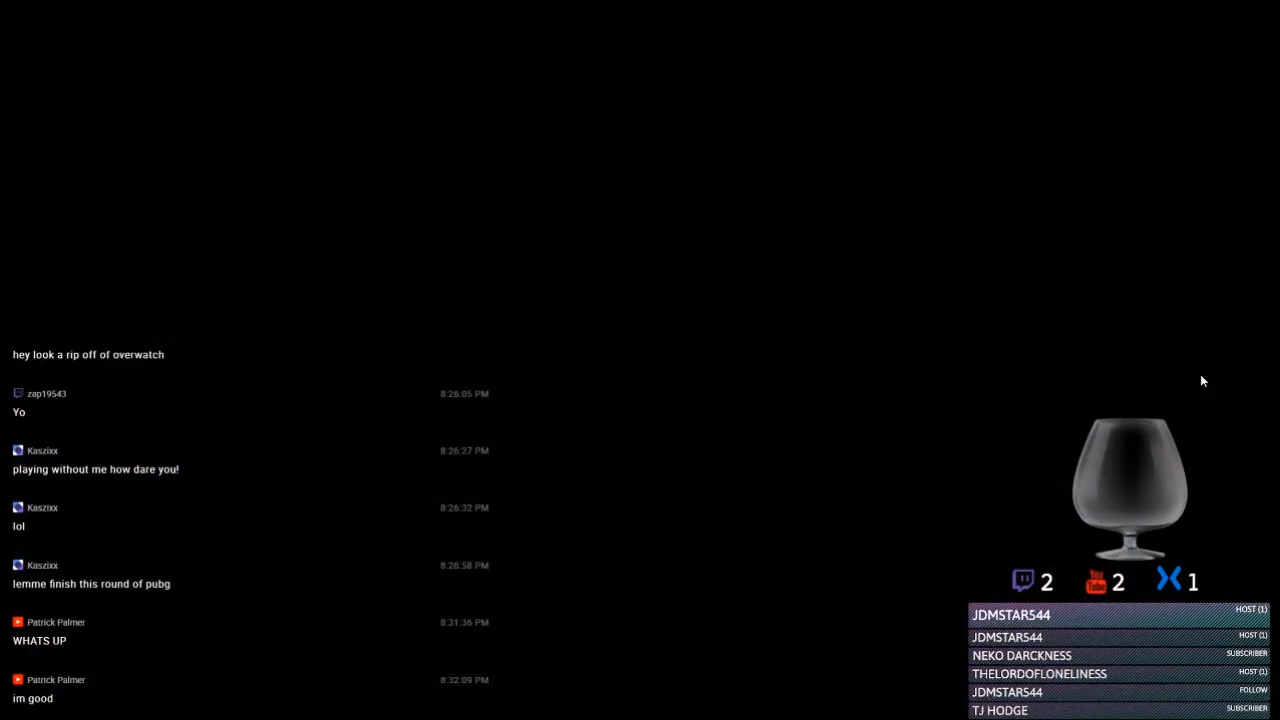 hey look a rip off of overwatch
zap19543 8:26:05 PM
Yo
Kaszixx 8:26:27 PM
playing without me how dare you!
Kaszixx 8:26:32 PM
lol
Kaszixx 8:26:58 PM
lemme finish this round of pubg
Patrick Palmer 8:31:36 PM
WHATS UP
Patrick Palmer 8:32:09 PM
im good
2 You Tube 2 1
JDMSTAR544 HOST (1)
JDMSTAR544 HOST (1)
NEKO DARCKNESS SUBSCRIBER
THELORDOFLONELINESS HOST (1)
JDMSTAR544 FOLLOW
TJ HODGE SUBSCRIBER